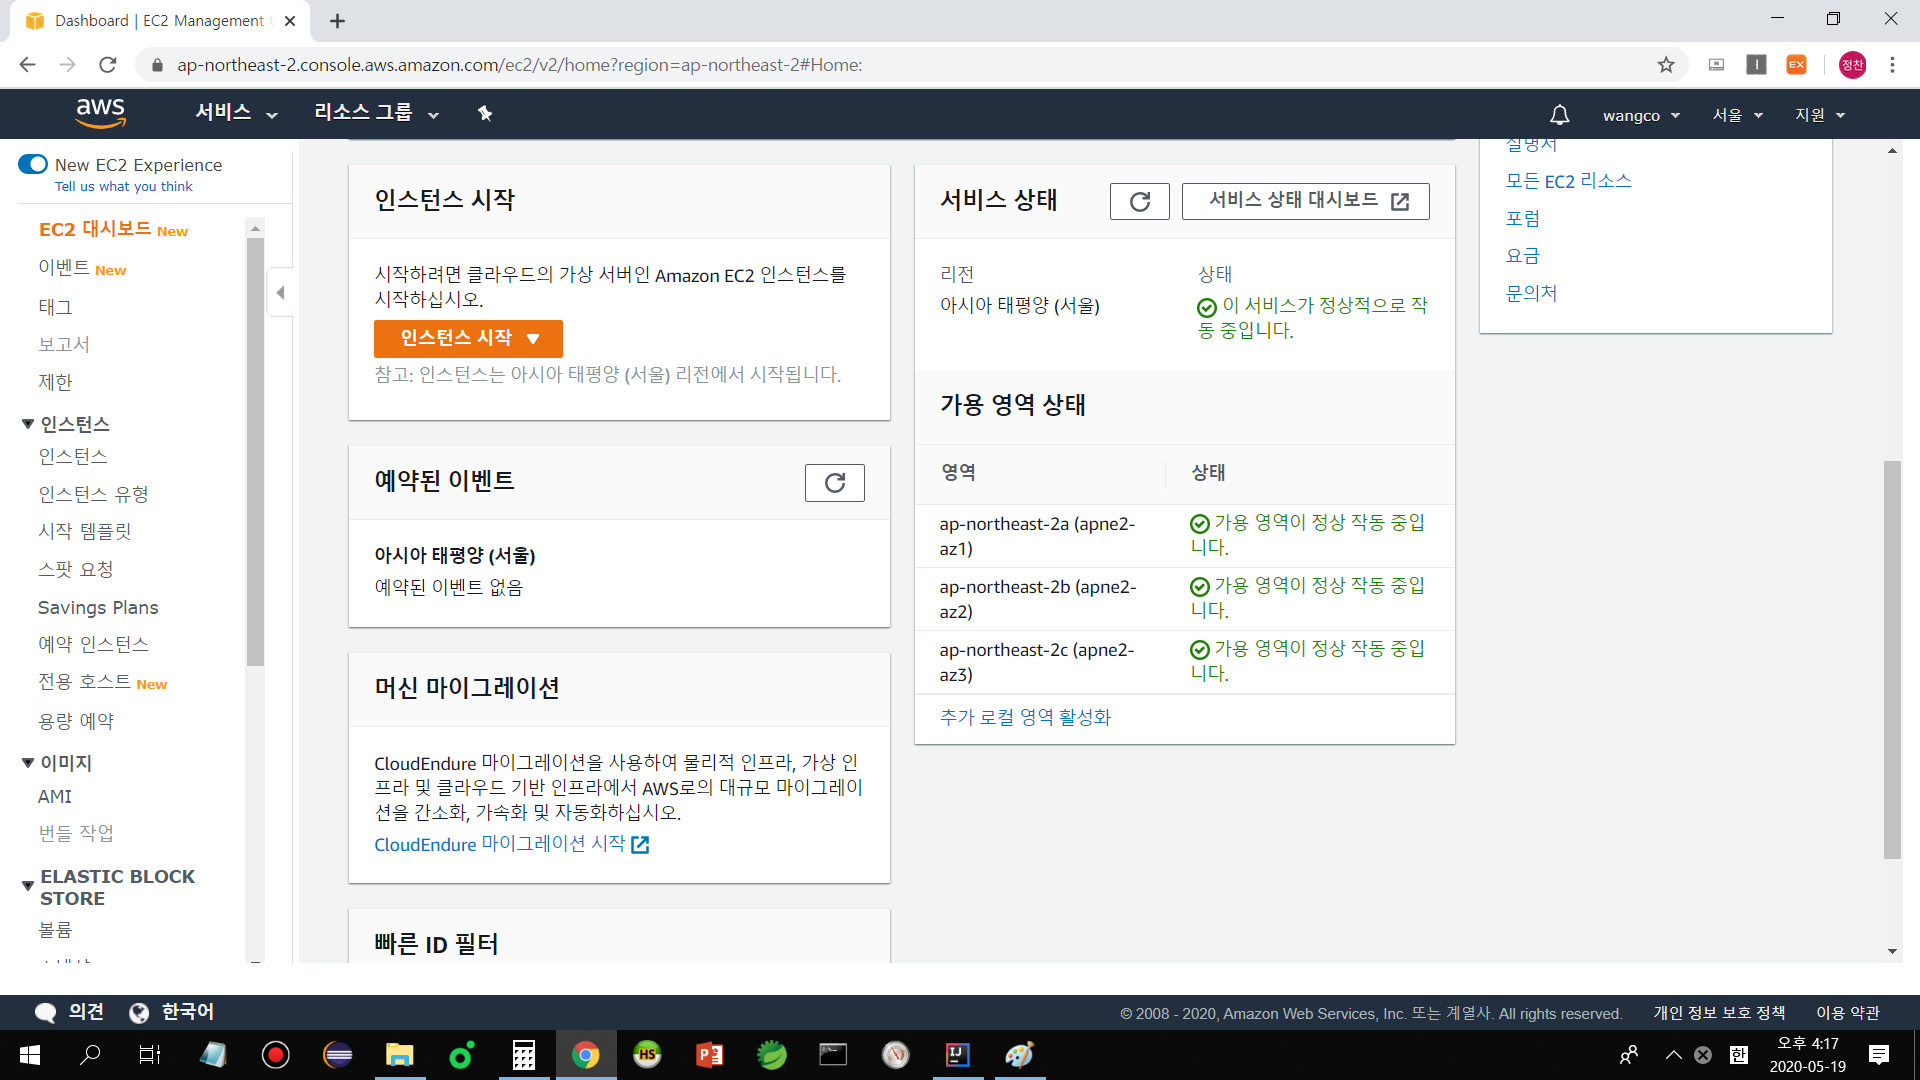 Dashboard | EC2 Management
ap-northeast-2.console.aws.amazon.com/ec2/v2/home?region=ap-northeast-2#Home:
EX
정찬
aws
서비스
리소스 그룹
wangco
서울
지원
New EC2 Experience
Tell us what you think
EC2 대시보드 New
이벤트 New
태그
보고서
제한
인스턴스
인스턴스
인스턴스 유형
시작 템플릿
스팟 요청
Savings Plans
예약 인스턴스
전용 호스트 New
용량 예약
이미지
AMI
번들 작업
ELASTIC BLOCK
STORE
볼륨
인스턴스 시작
시작하려면 클라우드의 가상 서버인 Amazon EC2 인스턴스를
시작하십시오.
인스턴스 시작
참고: 인스턴스는 아시아 태평양 (서울) 리전에서 시작됩니다.
예약된 이벤트
아시아 태평양 (서울)
예약된 이벤트 없음
머신 마이그레이션
CloudEndure 마이그레이션을 사용하여 물리적 인프라, 가상 인
프라 및 클라우드 기반 인프라에서 AWS로의 대규모 마이그레이
션을 간소화, 가속화 및 자동화하십시오.
CloudEndure 마이그레이션 시작
빠른 ID 필터
서비스 상태
서비스 상태 대시보드
리전
상태
아시아 태평양 (서울)
이 서비스가 정상적으로 작
동 중입니다.
가용 영역 상태
영역
상태
ap-northeast-2a (apne2-
az1)
가용 영역이 정상 작동 중입
니다.
ap-northeast-2b (apne2-
az2)
가용 영역이 정상 작동 중입
니다.
ap-northeast-2c (apne2-
az3)
가용 영역이 정상 작동 중입
니다.
추가 로컬 영역 활성화
설명서
모든 EC2 리소스
포럼
요금
문의처
의견
한국어
© 2008 - 2020, Amazon Web Services, Inc. 또는 계열사. All rights reserved.
개인 정보 보호 정책
이용 약관
HS
IJ
한
오후 4:17
2020-05-19